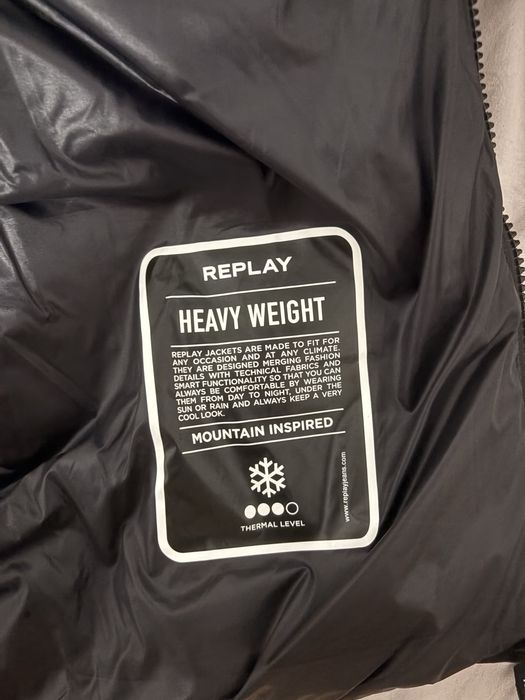 REPLAY
HEAVY WEIGHT
REPLAY JACKETS ARE MADE TO FIT FOR
ANY OCCASION AND AT ANY CLIMATE.
THEY ARE DESIGNED MERGING FASHION
DETAILS WITH TECHNICAL FABRICS AND
SMART FUNCTIONALITY SO THAT YOU CAN
ALWAYS BE COMFORTABLE BY WEARING
THEM FROM DAY TO NIGHT, UNDER THE
SUN OR RAIN AND ALWAYS KEEP A VERY
COOL LOOK.
MOUNTAIN INSPIRED
THERMAL LEVEL
www.replayjeans.com